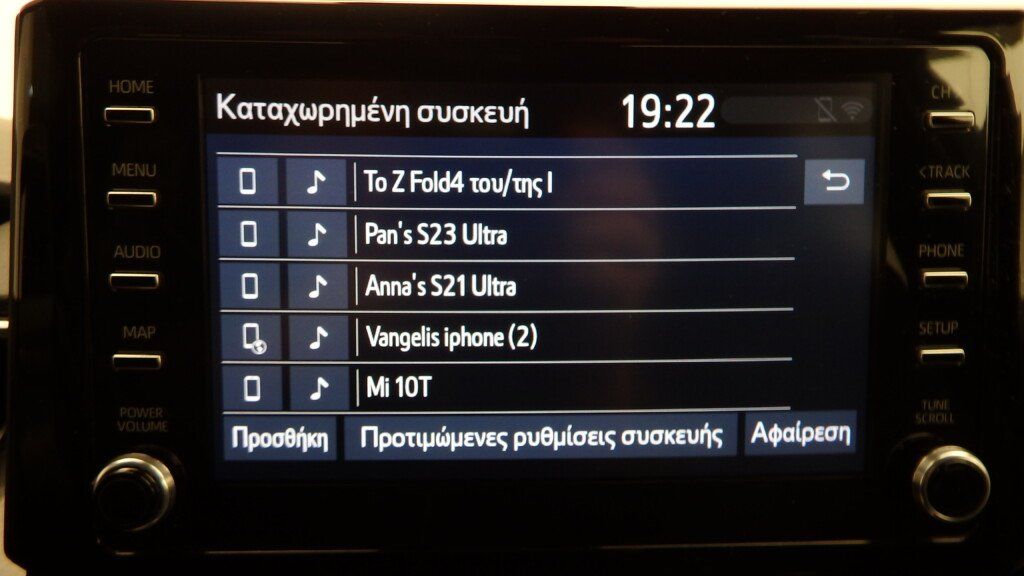 HOME
MENU
AUDIO
MAP
POWER
VOLUME
Καταχωρημένη συσκευή 19:22
Το Z Fold4 του/της I
Pan's S23 Ultra
Anna's S21 Ultra
Vangelis iphone (2)
Mi 10T
Προσθήκη Προτιμώμενες ρυθμίσεις συσκευής Αφαίρεση
CH
<TRACK
PHONE
SETUP
TUNE
SCROLL